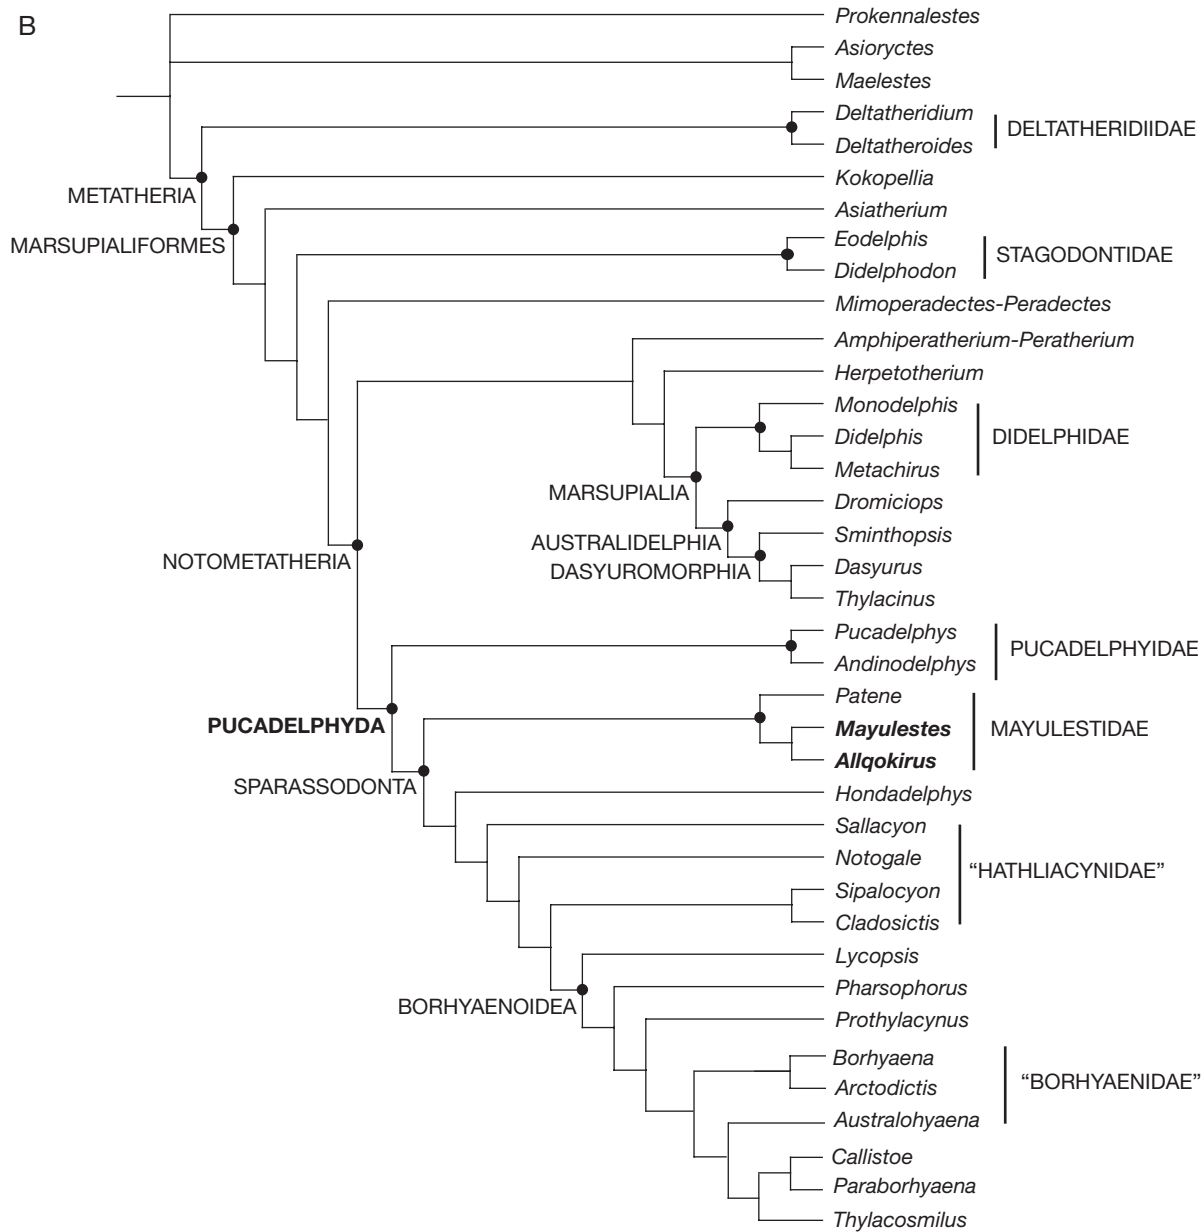 B
Prokennalestes
Asioryctes
Maelestes
Deltatheridium
DELTATHERIDIIDAE
Deltatheroides
Kokopellia
METATHERIA
Asiatherium
MARSUPIALIFORMES
Eodelphis
STAGODONTIDAE
Didelphodon
Mimoperadectes-Peradectes
Amphiperatherium-Peratherium
Herpetotherium
Monodelphis
Didelphis
DIDELPHIDAE
Metachirus
MARSUPIALIA
Dromiciops
Sminthopsis
AUSTRALIDELPHIA
NOTOMETATHERIA
Dasyurus
DASYUROMORPHIA
Thylacinus
Pucadelphys
PUCADELPHYIDAE
Andinodelphys
Patene
PUCADELPHYDA
Mayulestes
MAYULESTIDAE
Allqokirus
SPARASSODONTA
Hondadelphys
Sallacyon
Notogale
“HATHLIACYNIDAE”
Sipalocyon
Cladosictis
Lycopsis
Pharsophorus
BORHYAENOIDEA
Prothylacynus
Borhyaena
“BORHYAENIDAE”
Arctodictis
Australohyaena
Callistoe
Paraborhyaena
Thylacosmilus